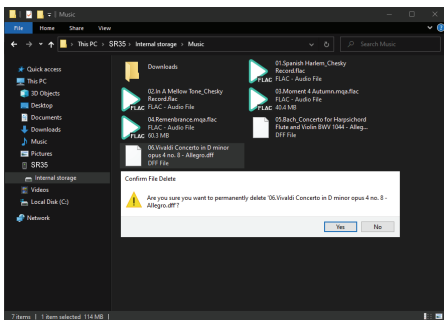 Music
File Home Share View
This PC > SR35 > Internal storage > Music
Search Music
Quick access
This PC
3D Objects
Desktop
Documents
Downloads
Music
Pictures
SR35
Internal storage
Videos
Local Disk (C:)
Network
Downloads
01.Spanish Harlem_Chesky
Record.flac
FLAC - Audio File
FLAC
02.In A Mellow Tone_Chesky
Record.flac
FLAC - Audio File
FLAC
03.Moment 4 Autumn.mqa.flac
FLAC - Audio File
40.4 MB
FLAC
04.Remembrance.mqa.flac
FLAC - Audio File
60.3 MB
FLAC
05.Bach_Concerto for Harpsichord
Flute and Violin BWV 1044 - Alleg...
DFF File
06.Vivaldi Concerto in D minor
opus 4 no. 8 - Allegro.dff
DFF File
Confirm File Delete
Are you sure you want to permanently delete '06.Vivaldi Concerto in D minor opus 4 no. 8 -
Allegro.dff'?
Yes No
7 items 1 item selected 114 MB